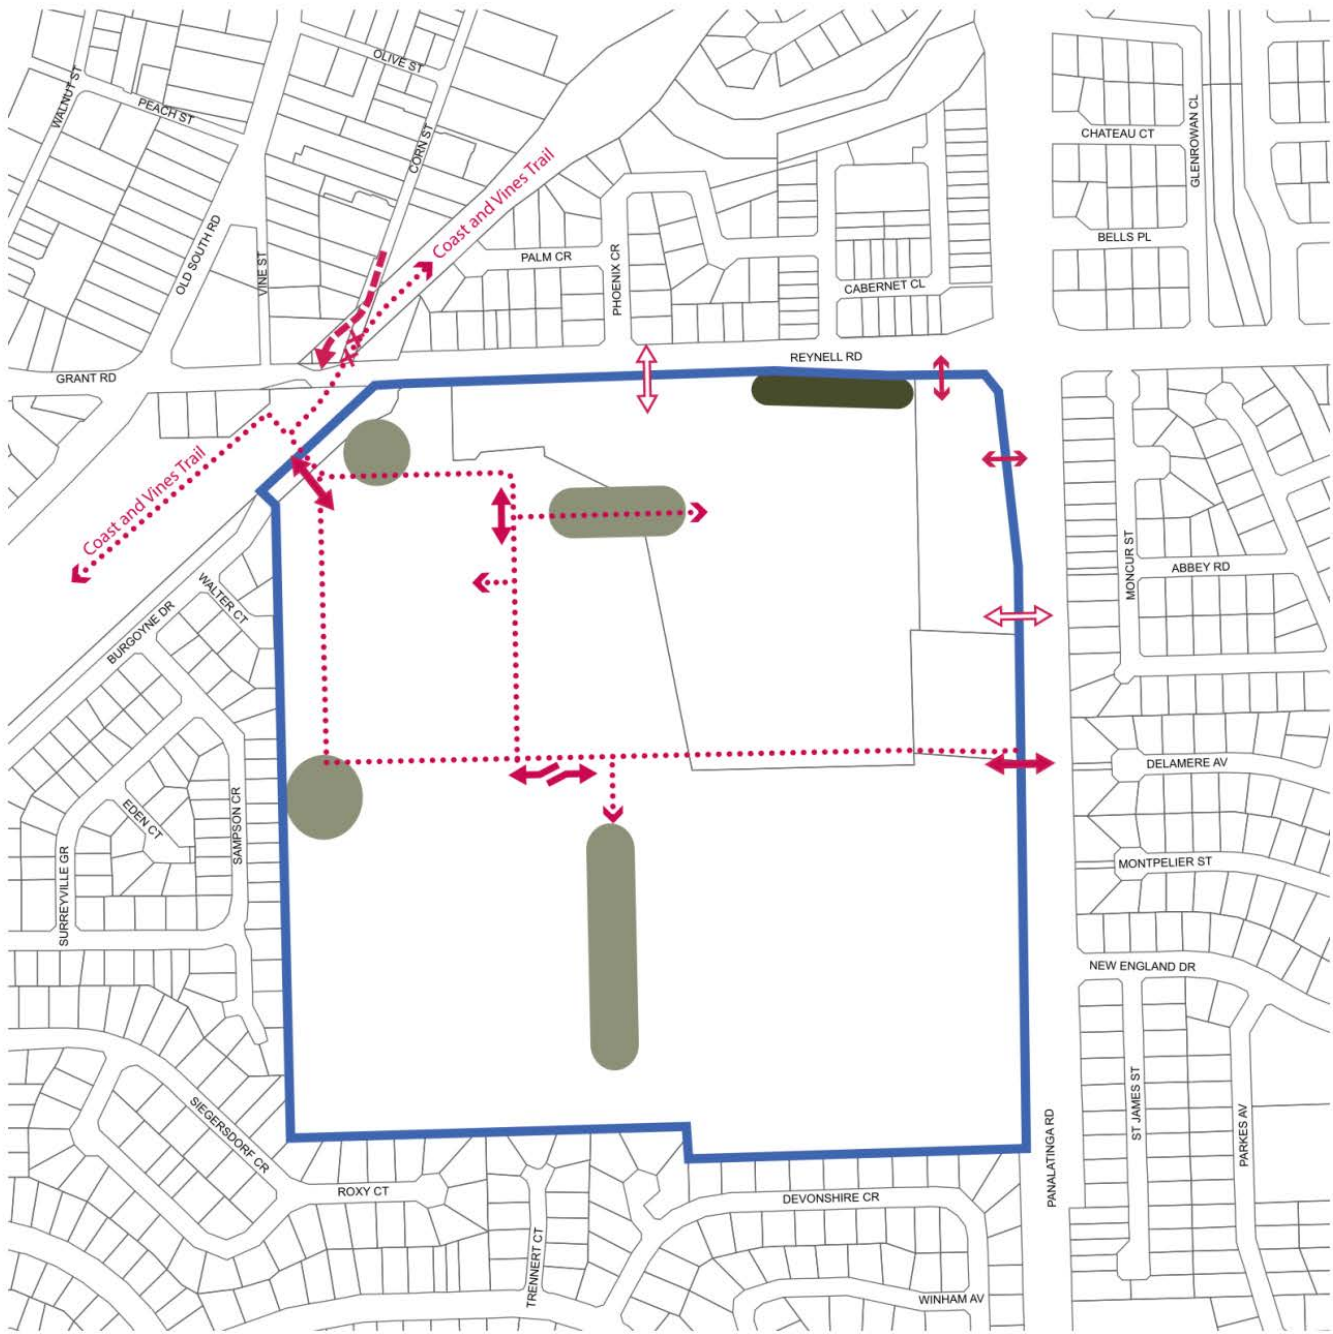 OLIVE ST
WALNUT ST
PEACH ST
CORN ST
CHATEAU CT
GLENROWAN CL
Coast and Vines Trail
OLD SOUTH RD
VINE ST
PALM CR
PHOENIX CR
BELLS PL
CABERNET CL
REYNELL RD
GRANT RD
Coast and Vines Trail
MONCUR ST
ABBEY RD
WALTER CT
BURGOYNE DR
DELAMERE AV
EDEN CT
SAMPSON CR
SURREYVILLE GR
MONTPELIER ST
NEW ENGLAND DR
SIEGERSDORF CR
ST JAMES ST
PARKES AV
PANALATINGA RD
ROXY CT
DEVONSHIRE CR
TRENNERT CT
WINHAM AV